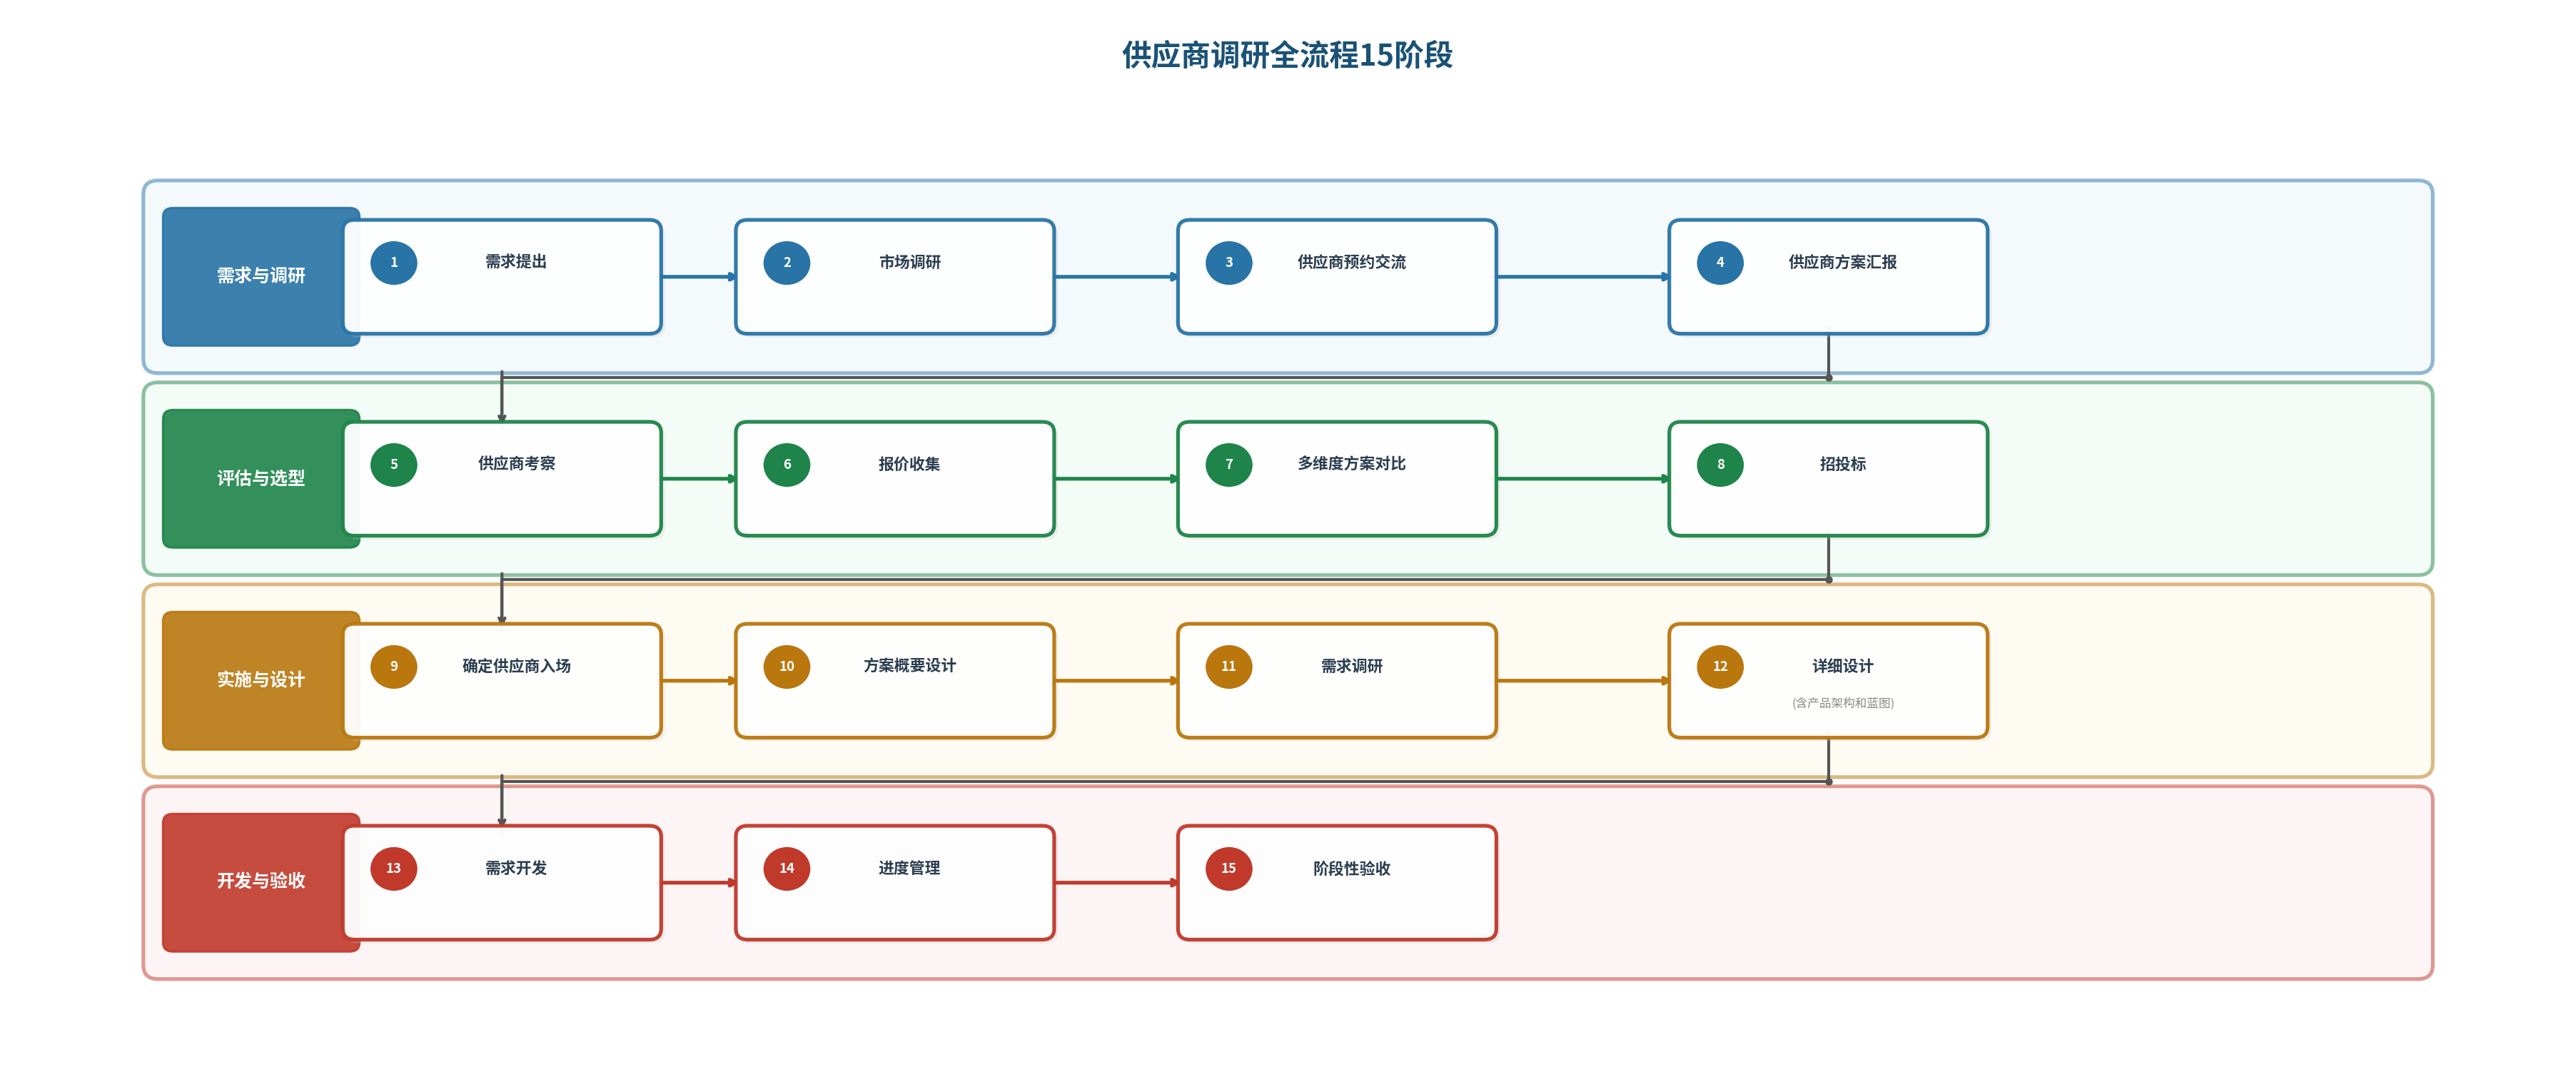 供应商调研全流程15阶段
需求与调研
1 需求提出
2 市场调研
3 供应商预约交流
4 供应商方案汇报
评估与选型
5 供应商考察
6 报价收集
7 多维度方案对比
8 招投标
实施与设计
9 确定供应商入场
10 方案概要设计
11 需求调研
12 详细设计
(含产品架构和蓝图)
开发与验收
13 需求开发
14 进度管理
15 阶段性验收